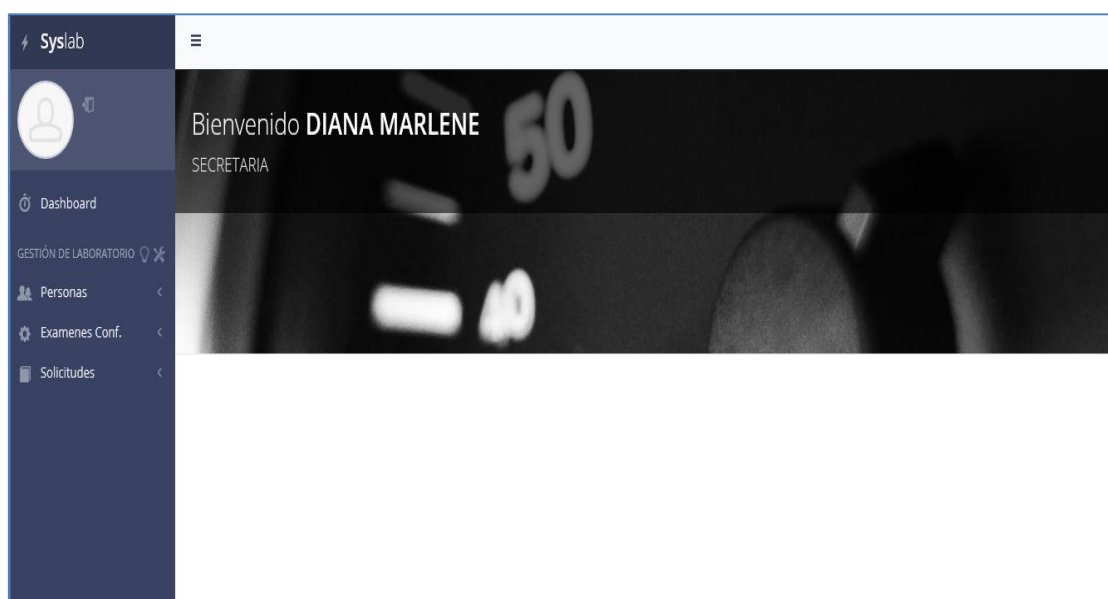 Syslab
Bienvenido DIANA MARLENE
SECRETARIA
50
40
Dashboard
GESTIÓN DE LABORATORIO
Personas
Examenes Conf.
Solicitudes